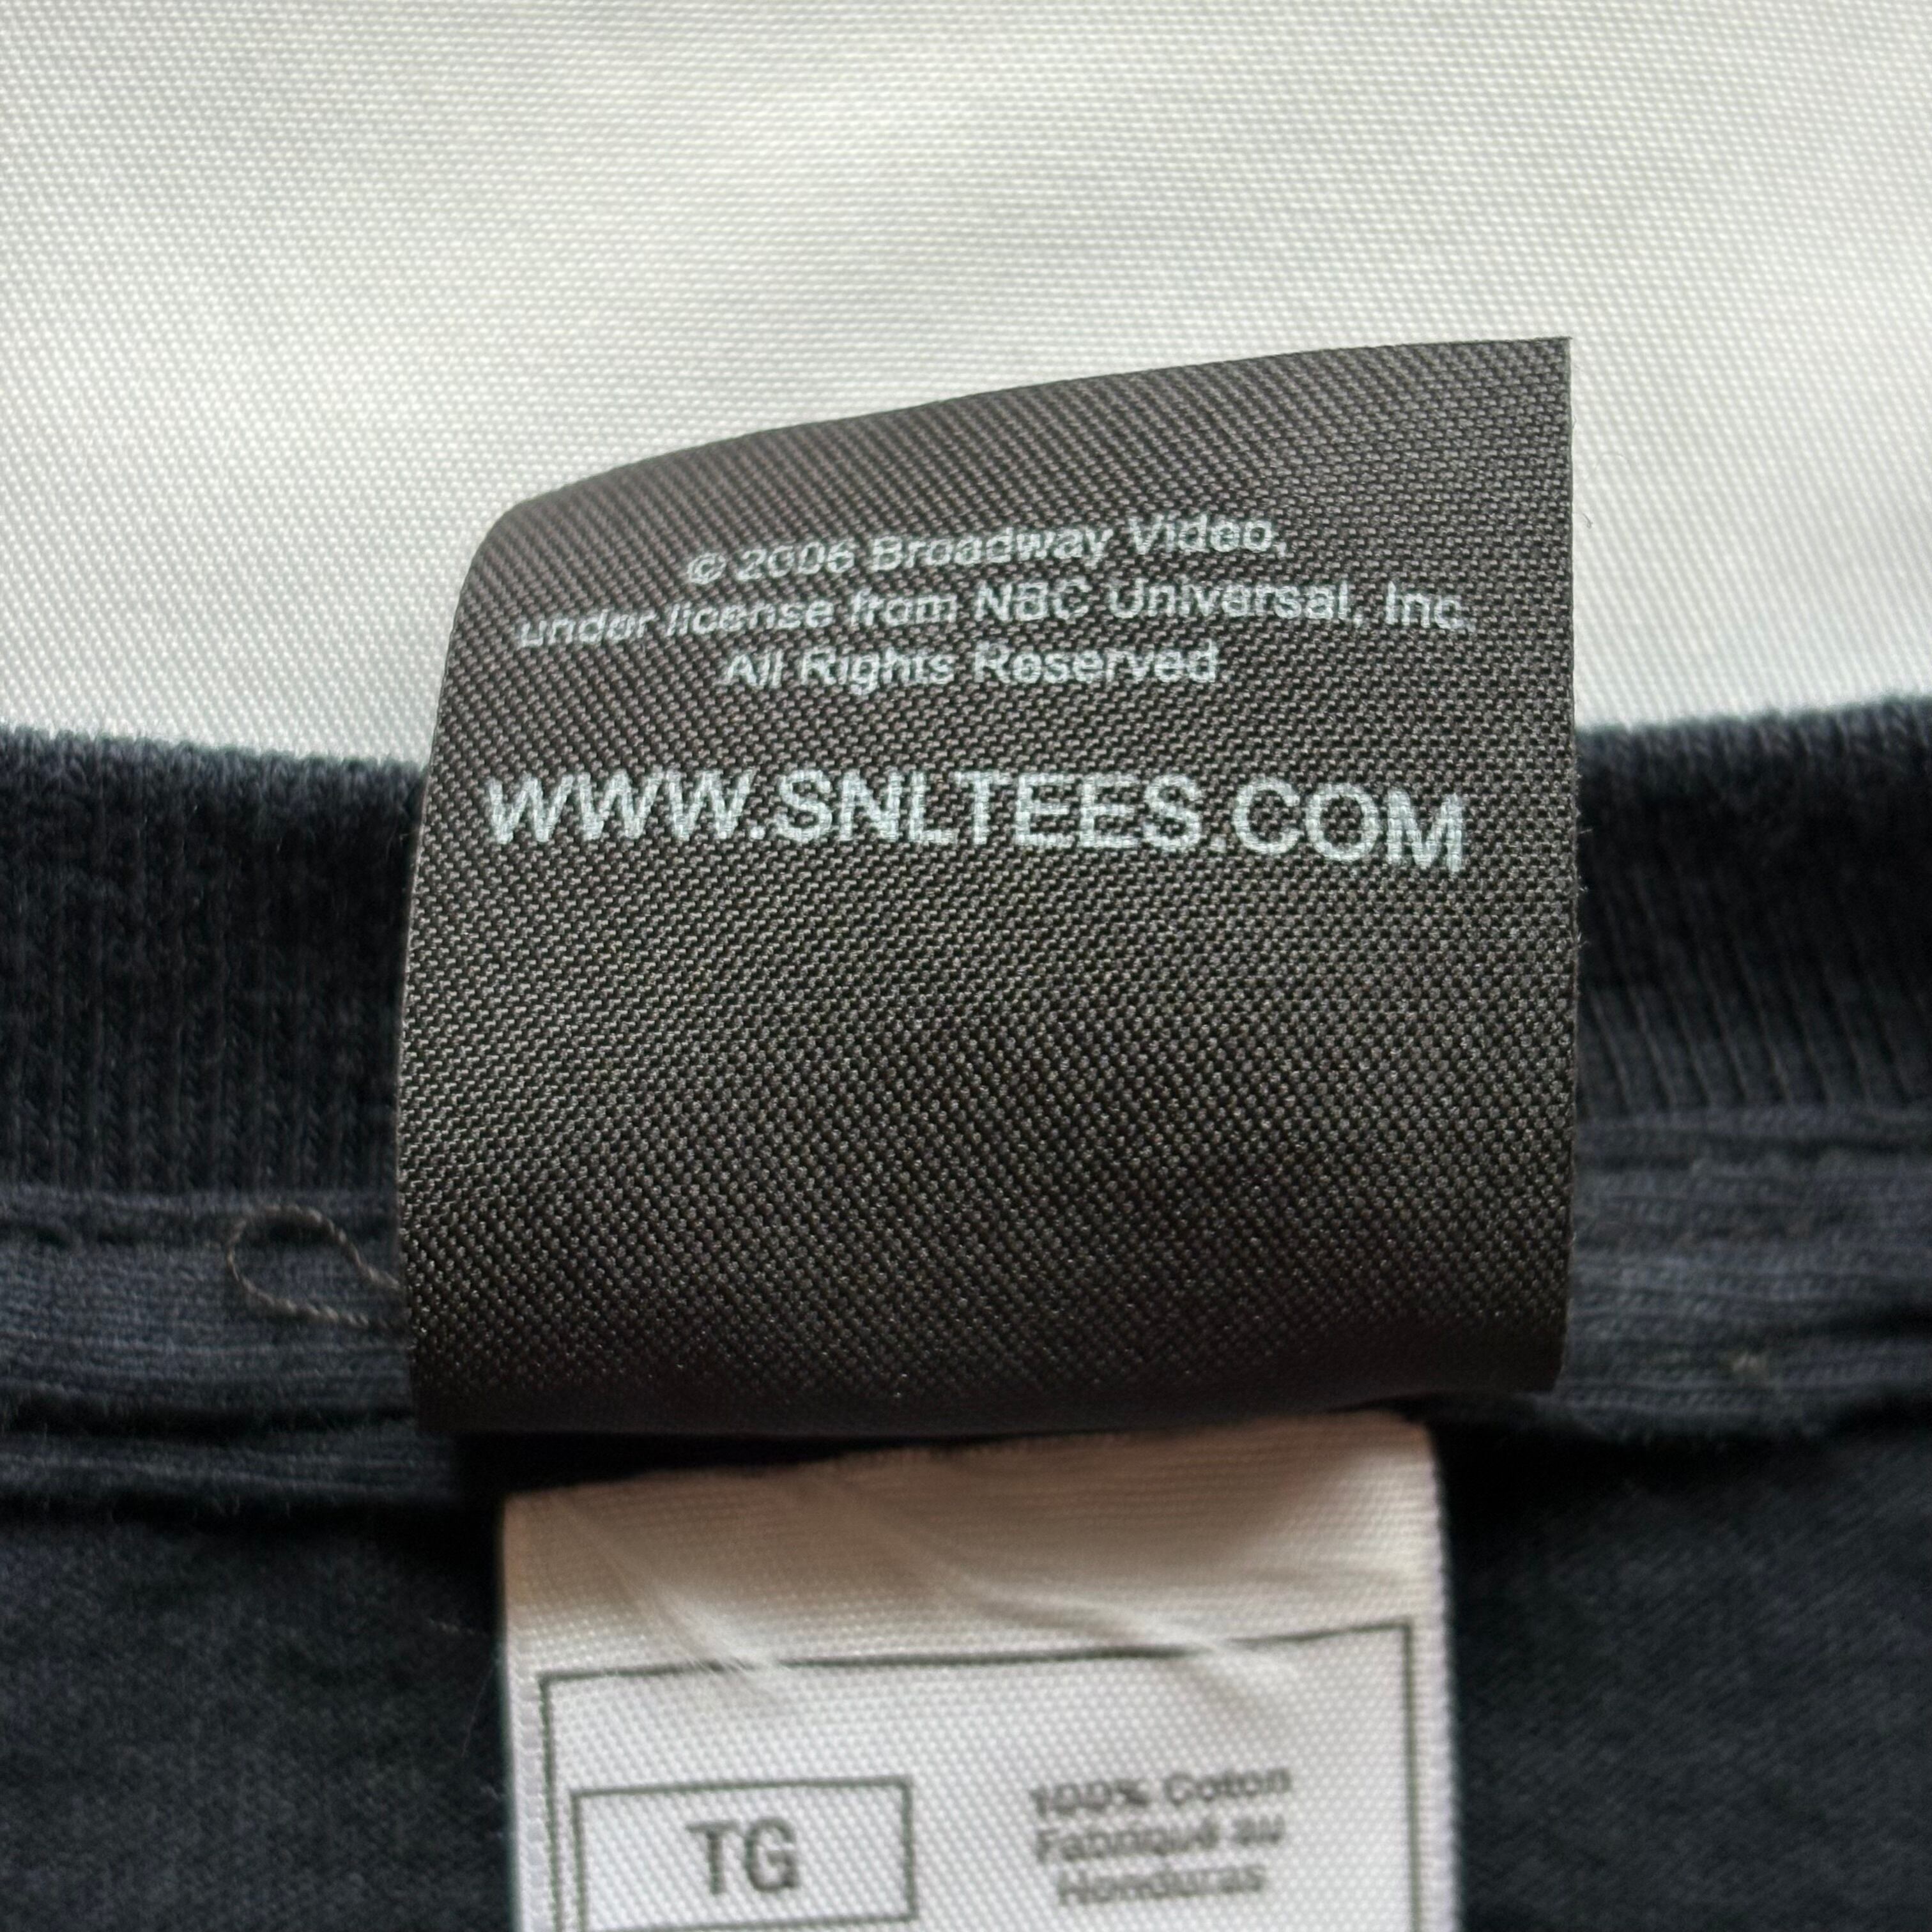 © 2006 Broadway Video,
under license from NBC Universal, Inc.
All Rights Reserved
WWW.SNLTEES.COM
TG
100% Coton
Fabriqué au
Honduras